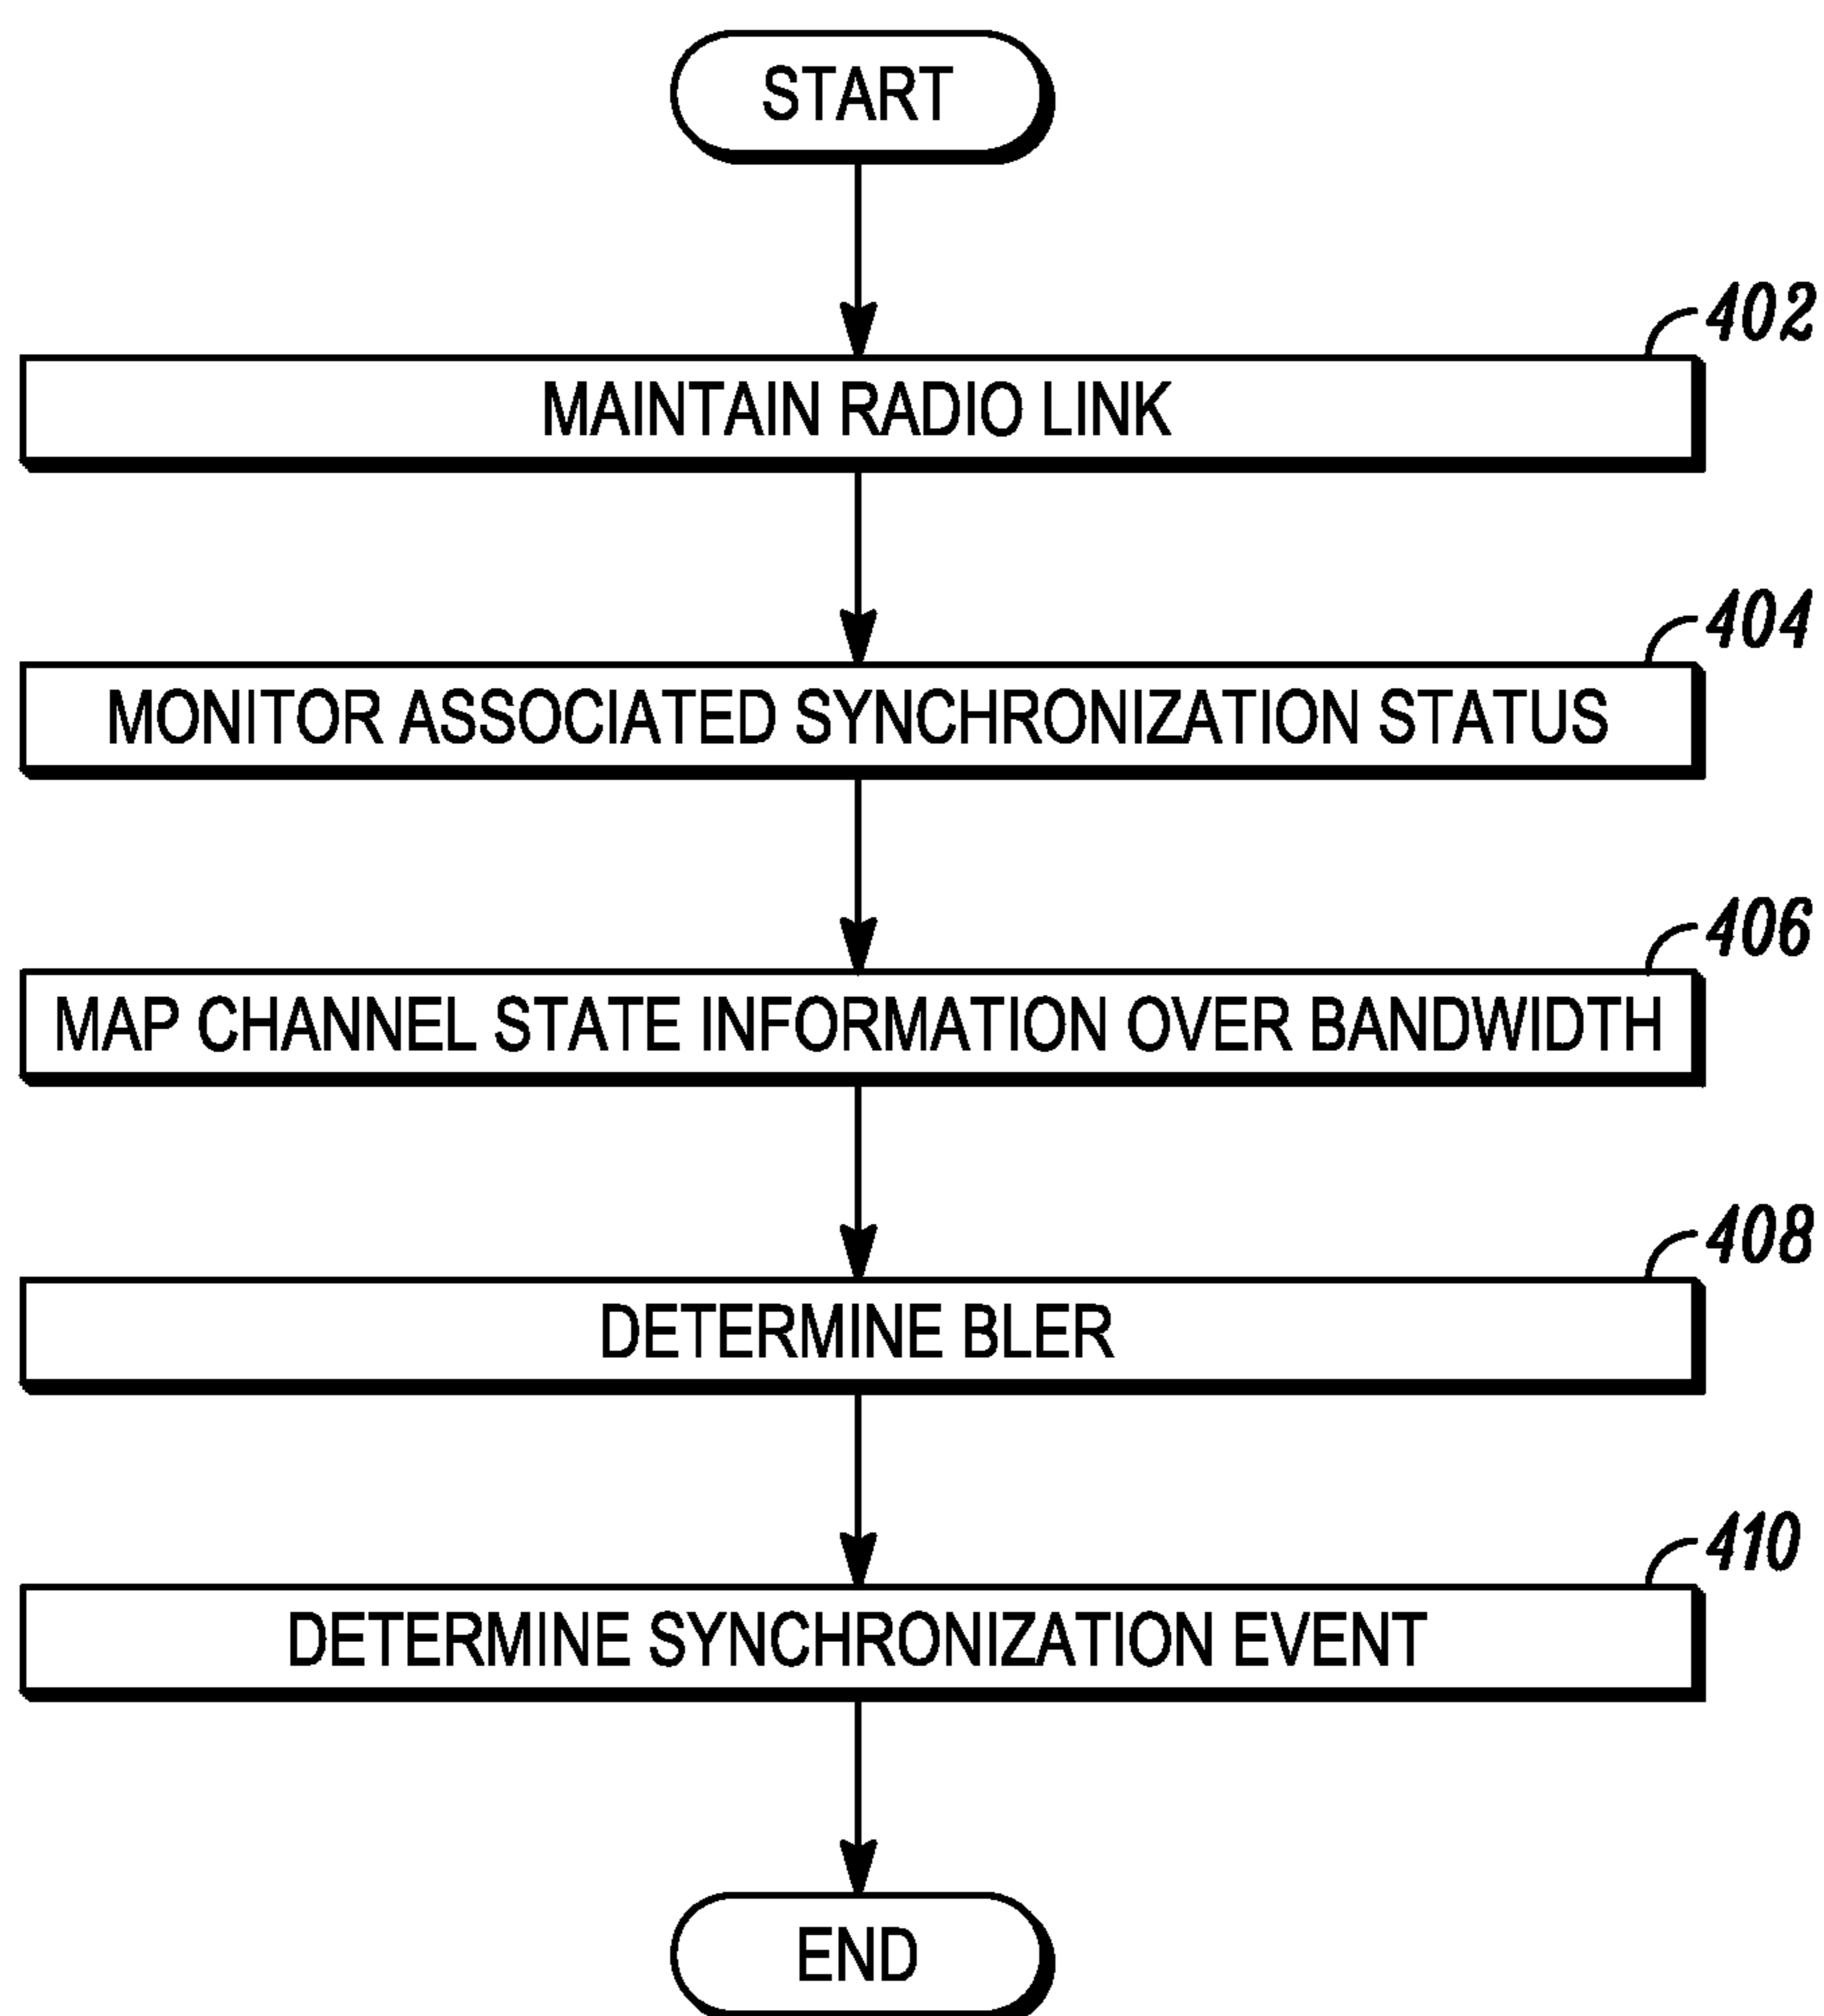 START
402
MAINTAIN RADIO LINK
404
MONITOR ASSOCIATED SYNCHRONIZATION STATUS
406
MAP CHANNEL STATE INFORMATION OVER BANDWIDTH
408
DETERMINE BLER
410
DETERMINE SYNCHRONIZATION EVENT
END